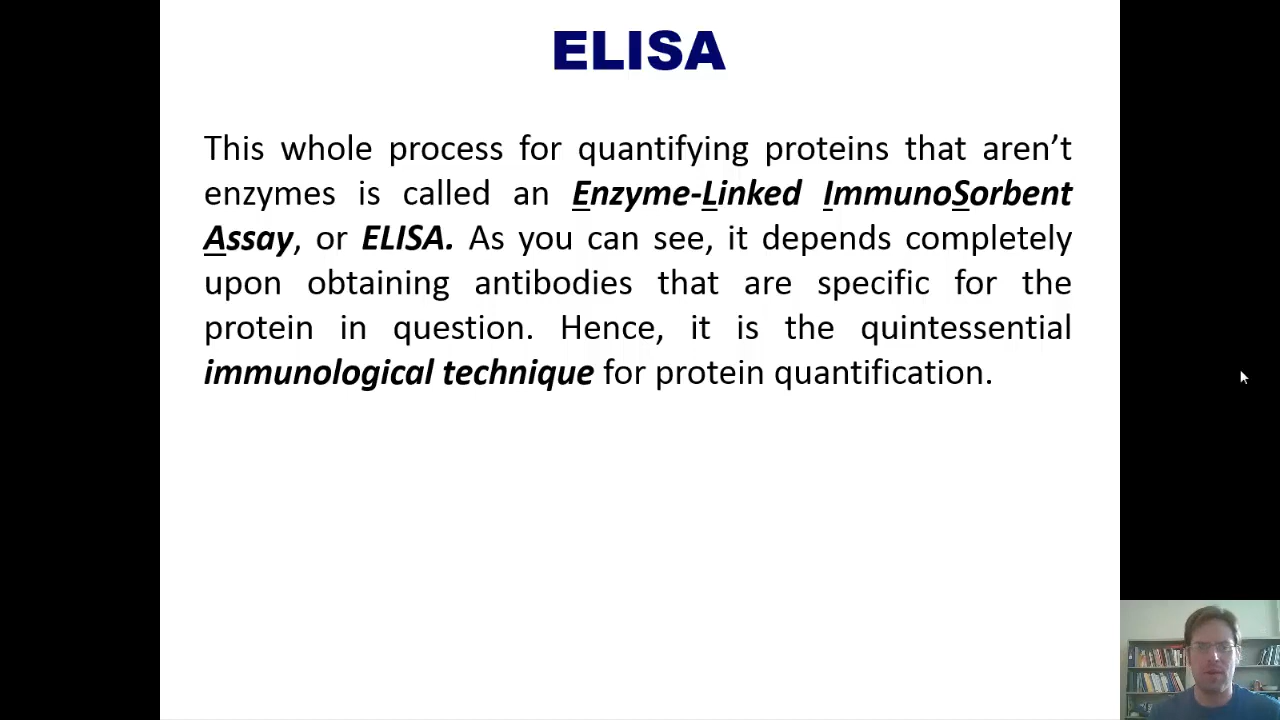 ELISA
This whole process for quantifying proteins that aren’t
enzymes is called an Enzyme-Linked ImmunoSorbent
Assay, or ELISA. As you can see, it depends completely
upon obtaining antibodies that are specific for the
protein in question. Hence, it is the quintessential
immunological technique for protein quantification.